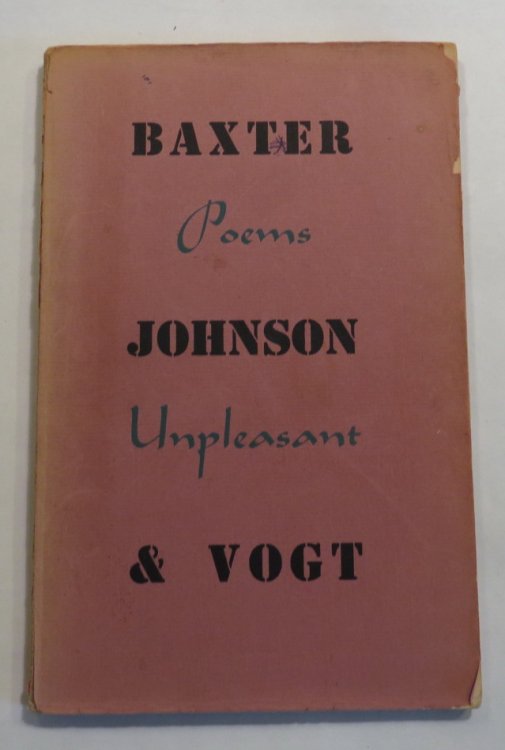 BAXTER
Poems
JOHNSON
Unpleasant
& VOGT